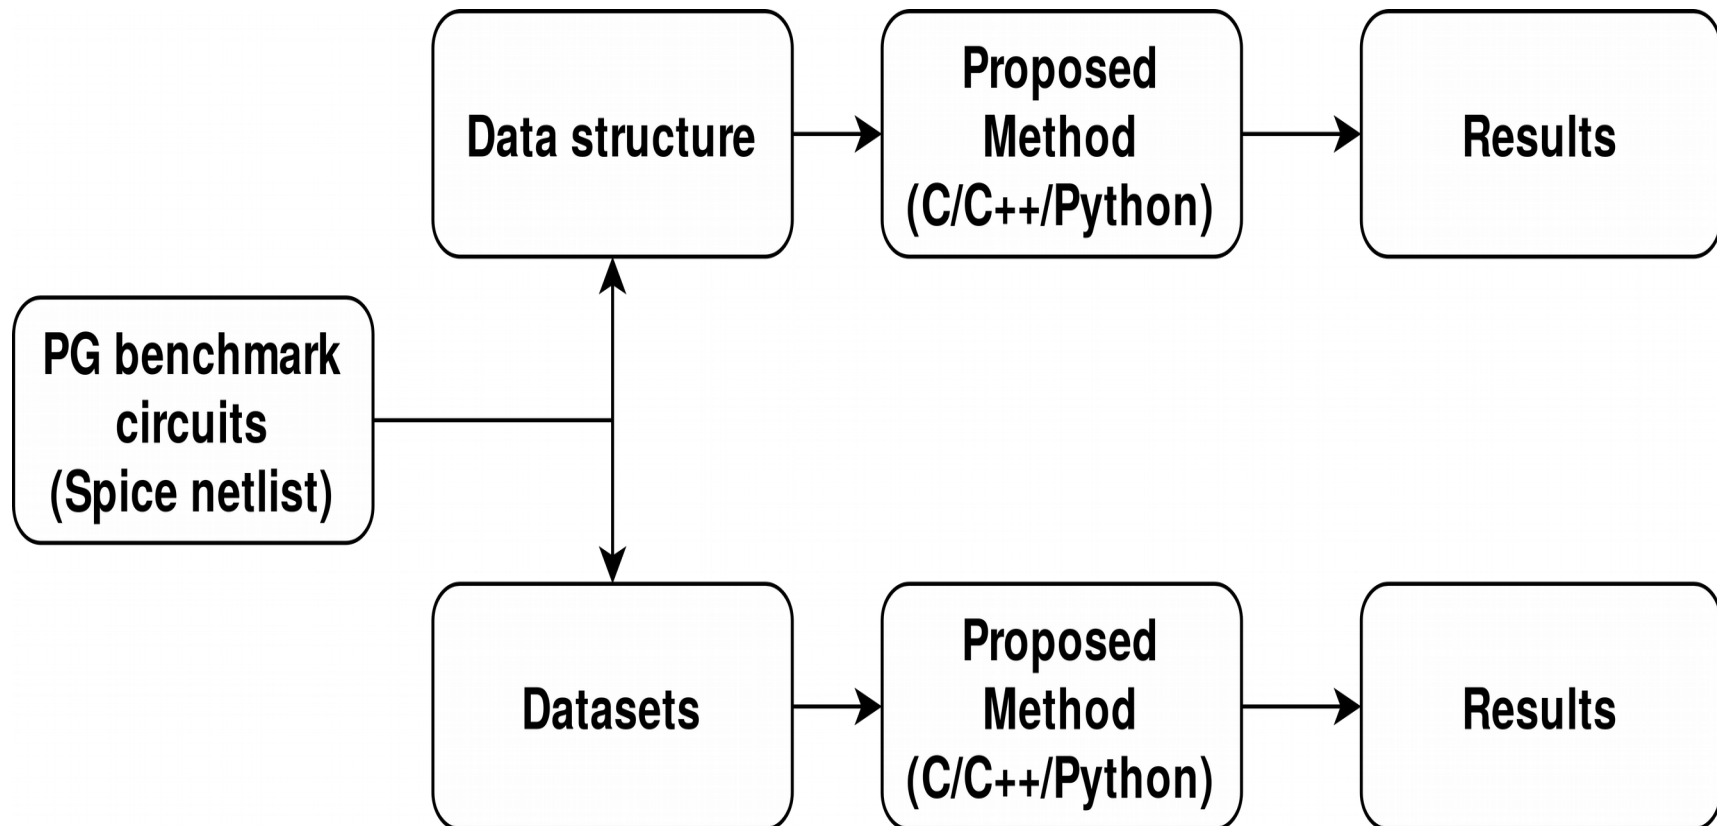 Data structure
Proposed
Method
(C/C++/Python)
Results
PG benchmark
circuits
(Spice netlist)
Datasets
Proposed
Method
(C/C++/Python)
Results